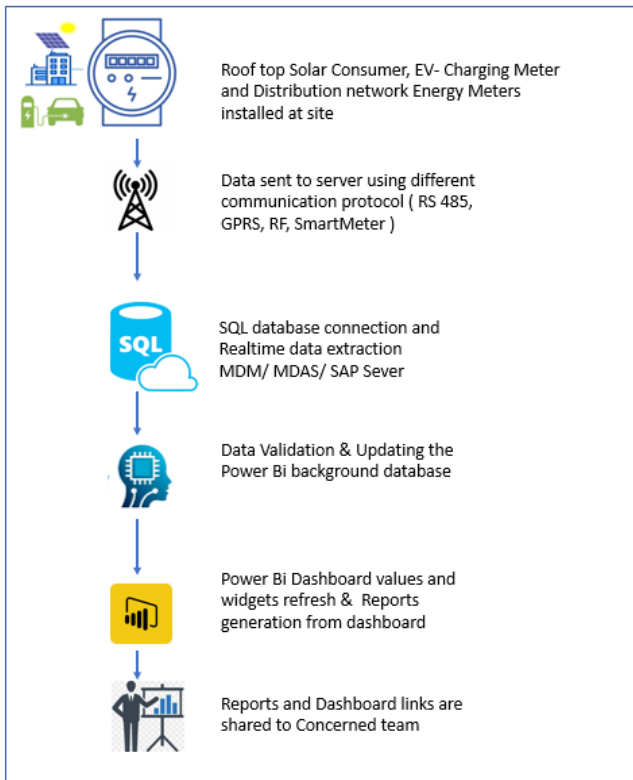 Roof top Solar Consumer, EV- Charging Meter
and Distribution network Energy Meters
installed at site
Data sent to server using different
communication protocol ( RS 485,
GPRS, RF, SmartMeter )
SQL
SQL database connection and
Realtime data extraction
MDM/ MDAS/ SAP Sever
Data Validation & Updating the
Power Bi background database
Power Bi Dashboard values and
widgets refresh & Reports
generation from dashboard
Reports and Dashboard links are
shared to Concerned team